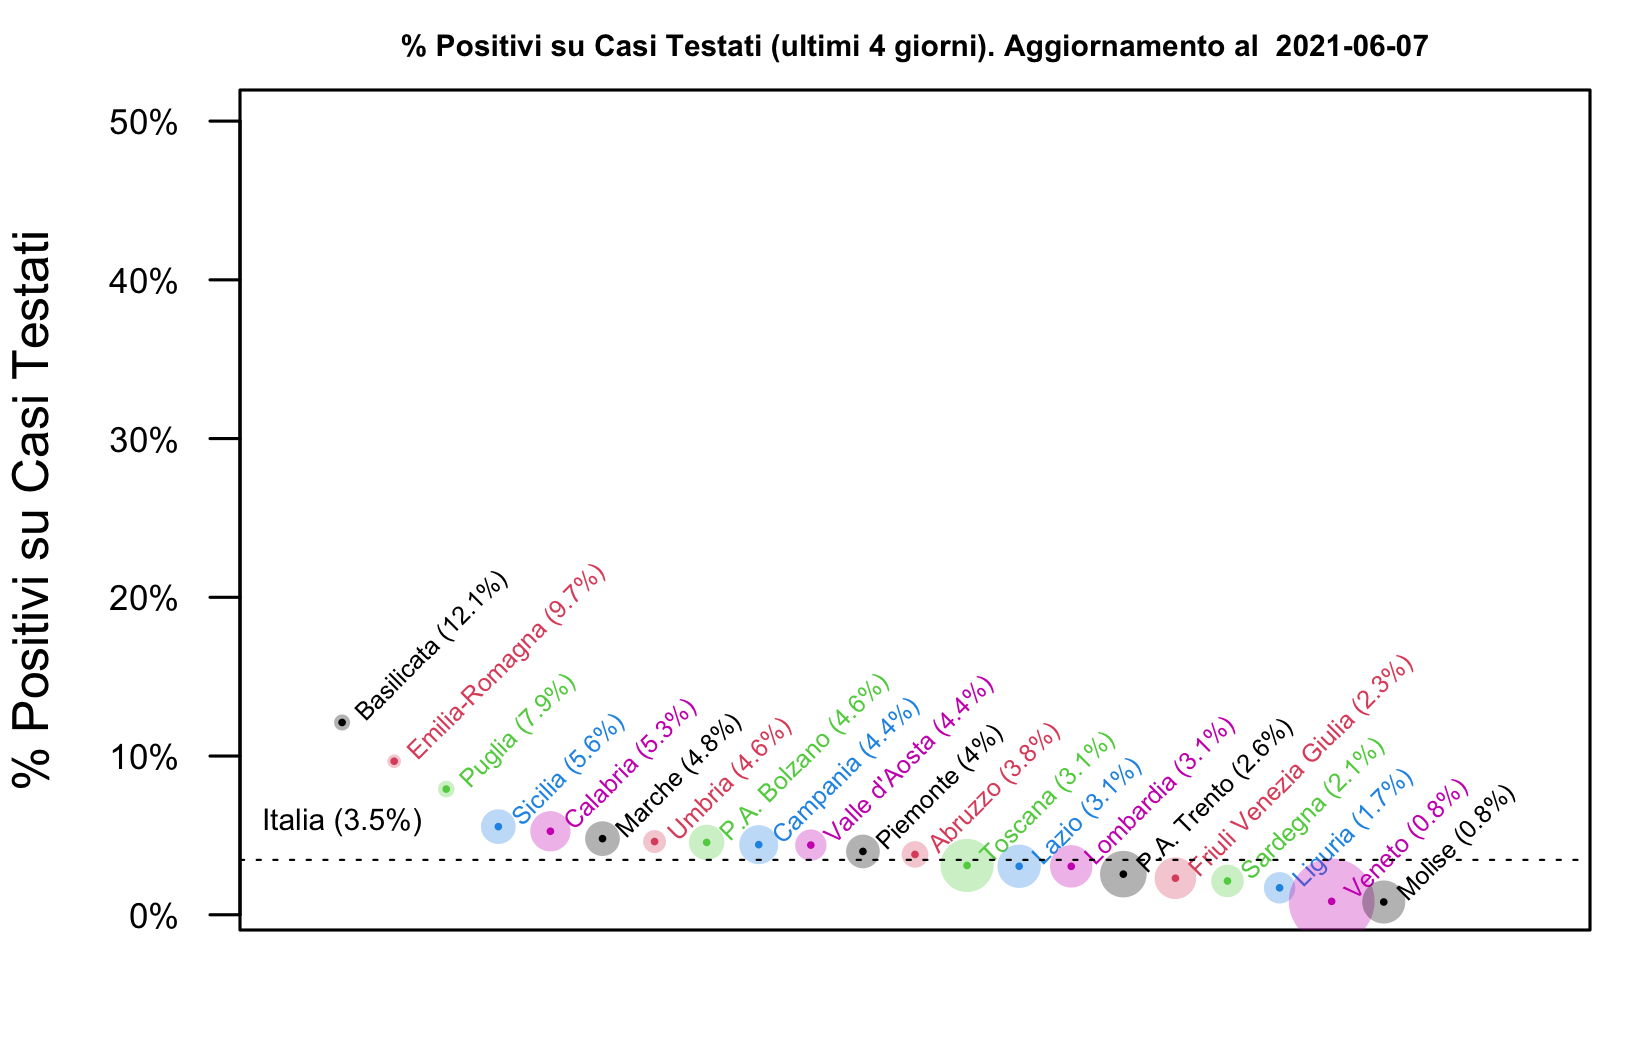 % Positivi su Casi Testati (ultimi 4 giorni). Aggiornamento al  2021-06-07
% Positivi su Casi Testati
50%
40%
30%
20%
10%
0%
Italia (3.5%)
Basilicata (12.1%)
Emilia-Romagna (9.7%)
Puglia (7.9%)
Sicilia (5.6%)
Calabria (5.3%)
Marche (4.8%)
Umbria (4.6%)
P.A. Bolzano (4.6%)
Campania (4.4%)
Valle d'Aosta (4.4%)
Piemonte (4%)
Abruzzo (3.8%)
Toscana (3.1%)
Lazio (3.1%)
Lombardia (3.1%)
P.A. Trento (2.6%)
Friuli Venezia Giulia (2.3%)
Sardegna (2.1%)
Liguria (1.7%)
Veneto (0.8%)
Molise (0.8%)